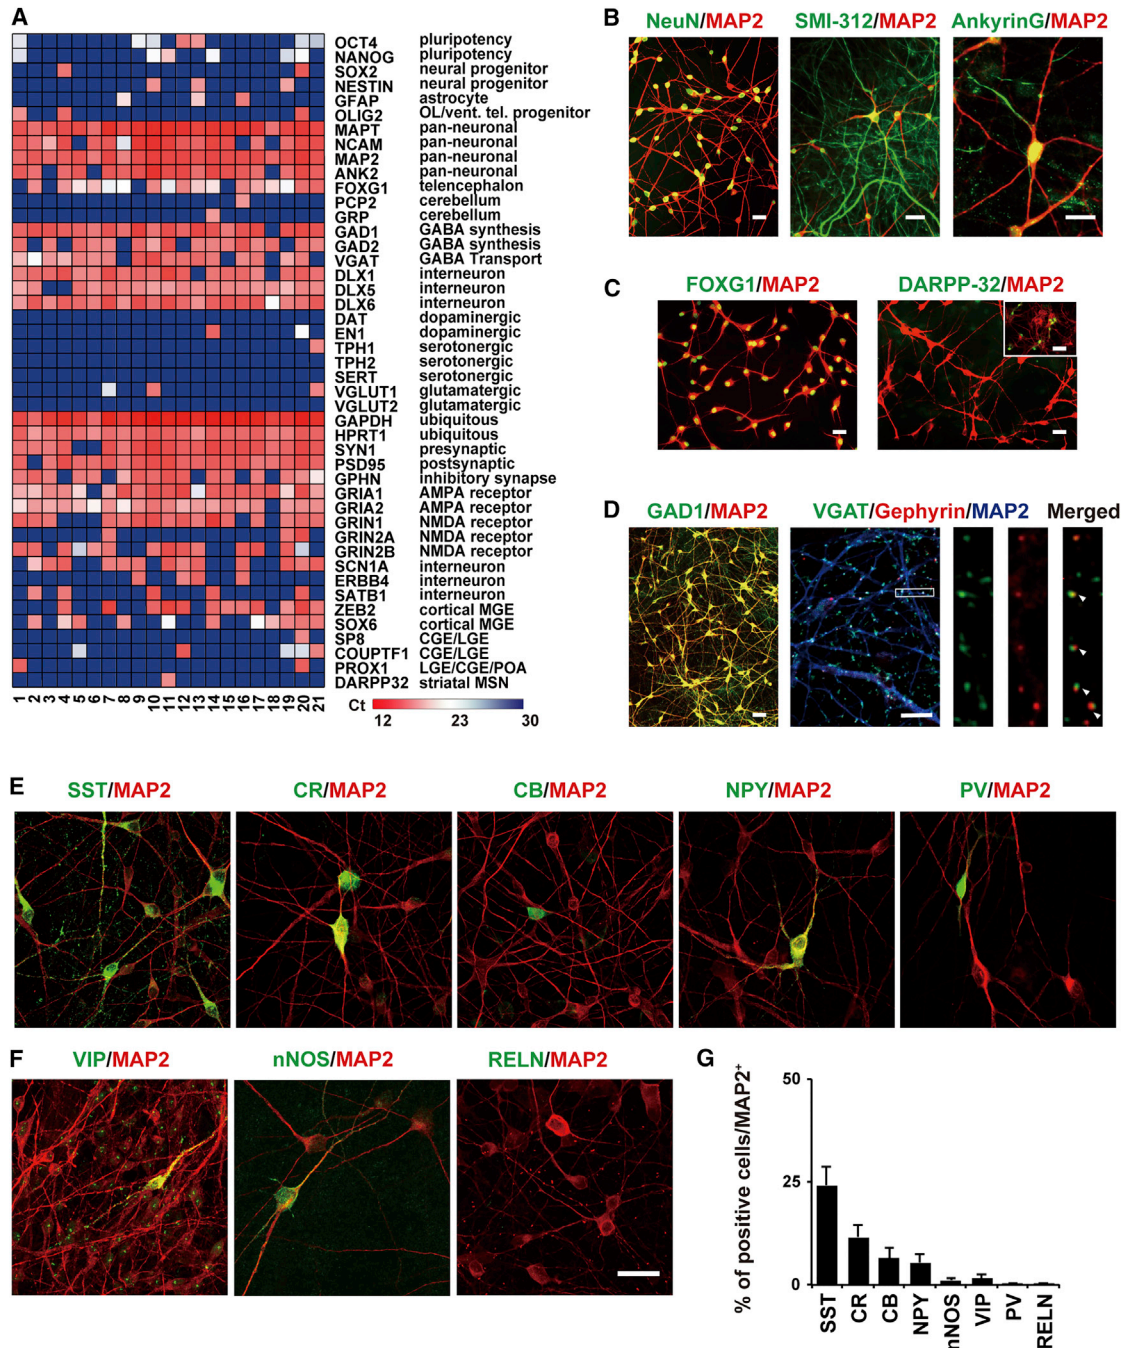 A
OCT4 pluripotency
NANOG pluripotency
SOX2 neural progenitor
NESTIN neural progenitor
GFAP astrocyte
OLIG2 OL/vent. tel. progenitor
MAPT pan-neuronal
NCAM pan-neuronal
MAP2 pan-neuronal
ANK2 pan-neuronal
FOXG1 telencephalon
PCP2 cerebellum
GRP cerebellum
GAD1 GABA synthesis
GAD2 GABA synthesis
VGAT GABA Transport
DLX1 interneuron
DLX5 interneuron
DLX6 interneuron
DAT dopaminergic
EN1 dopaminergic
TPH1 serotonergic
TPH2 serotonergic
SERT serotonergic
VGLUT1 glutamatergic
VGLUT2 glutamatergic
GAPDH ubiquitous
HPRT1 ubiquitous
SYN1 presynaptic
PSD95 postsynaptic
GPHN inhibitory synapse
GRIA1 AMPA receptor
GRIA2 AMPA receptor
GRIN1 NMDA receptor
GRIN2A NMDA receptor
GRIN2B NMDA receptor
SCN1A interneuron
ERBB4 interneuron
SATB1 interneuron
ZEB2 cortical MGE
SOX6 cortical MGE
SP8 CGE/LGE
COUPTF1 CGE/LGE
PROX1 LGE/CGE/POA
DARPP32 striatal MSN
1 2 3 4 5 6 7 8 9 10 11 12 13 14 15 16 17 18 19 20 21
Ct
12 23 30
B
NeuN/MAP2 SMI-312/MAP2 AnkyrinG/MAP2
C
FOXG1/MAP2 DARPP-32/MAP2
D
GAD1/MAP2 VGAT/Gephyrin/MAP2 Merged
E
SST/MAP2 CR/MAP2 CB/MAP2 NPY/MAP2 PV/MAP2
F
VIP/MAP2 nNOS/MAP2 RELN/MAP2
G
% of positive cells/MAP2⁺
50
25
0
SST CR CB NPY nNOS VIP PV RELN